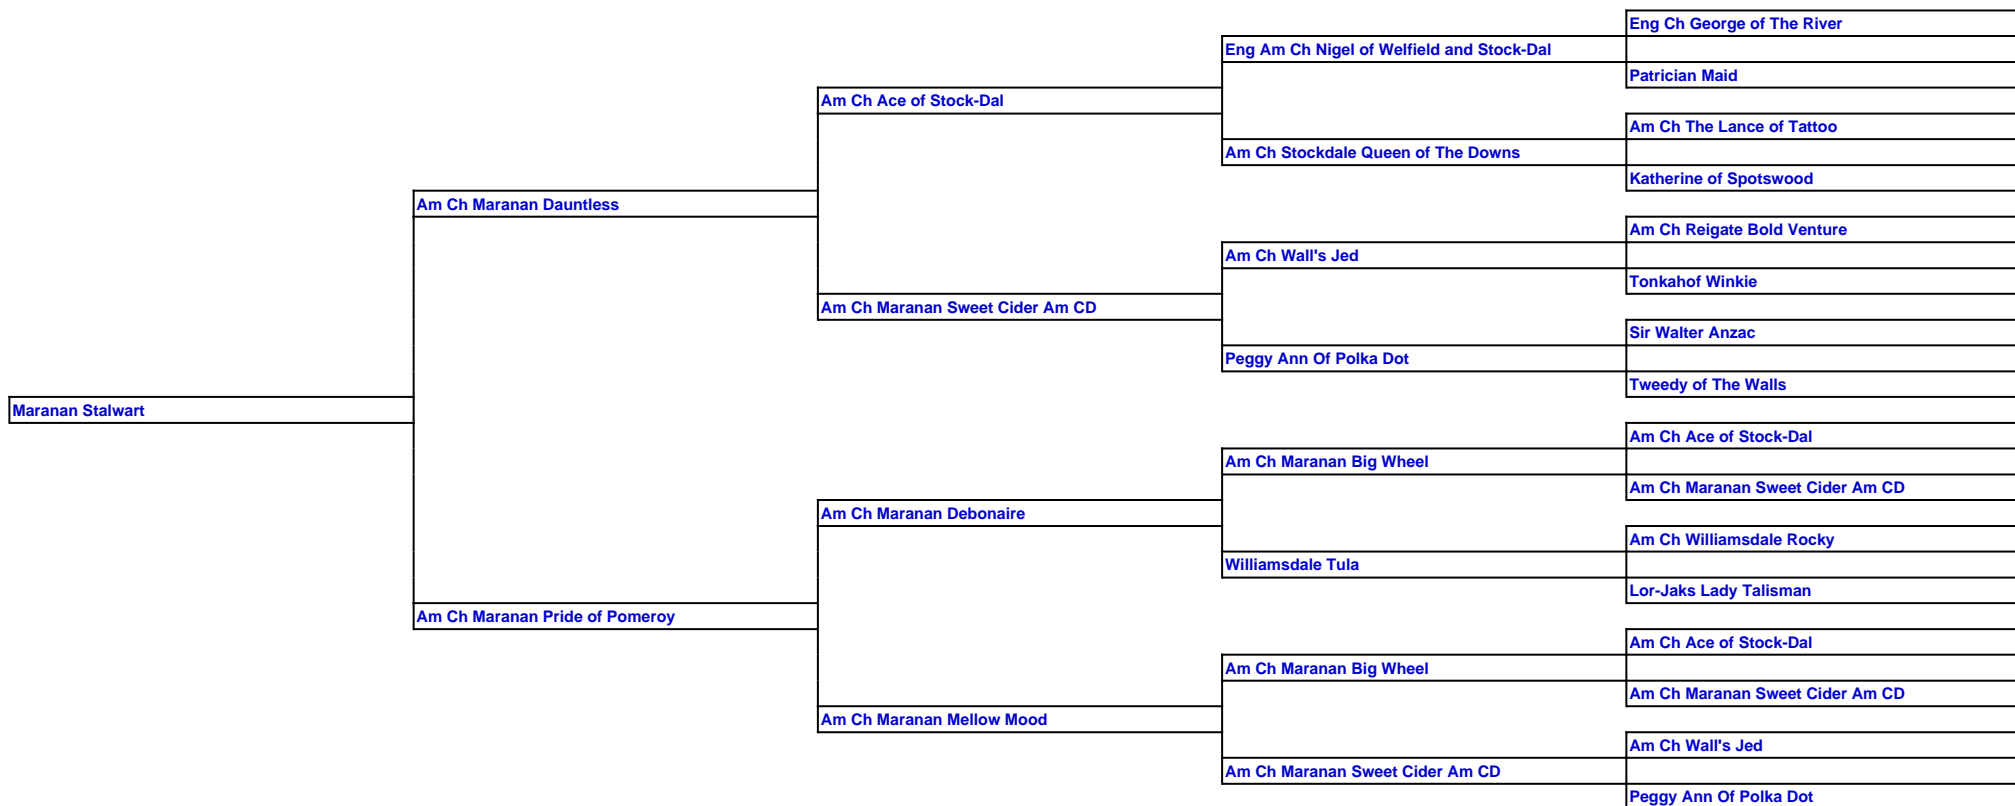 Eng Ch George of The River
Eng Am Ch Nigel of Welfield and Stock-Dal
Patrician Maid
Am Ch Ace of Stock-Dal
Am Ch The Lance of Tattoo
Am Ch Stockdale Queen of The Downs
Katherine of Spotswood
Am Ch Maranan Dauntless
Am Ch Reigate Bold Venture
Am Ch Wall's Jed
Tonkahof Winkie
Am Ch Maranan Sweet Cider Am CD
Sir Walter Anzac
Peggy Ann Of Polka Dot
Tweedy of The Walls
Maranan Stalwart
Am Ch Ace of Stock-Dal
Am Ch Maranan Big Wheel
Am Ch Maranan Sweet Cider Am CD
Am Ch Maranan Debonaire
Am Ch Williamsdale Rocky
Williamsdale Tula
Lor-Jaks Lady Talisman
Am Ch Maranan Pride of Pomeroy
Am Ch Ace of Stock-Dal
Am Ch Maranan Big Wheel
Am Ch Maranan Sweet Cider Am CD
Am Ch Maranan Mellow Mood
Am Ch Wall's Jed
Am Ch Maranan Sweet Cider Am CD
Peggy Ann Of Polka Dot